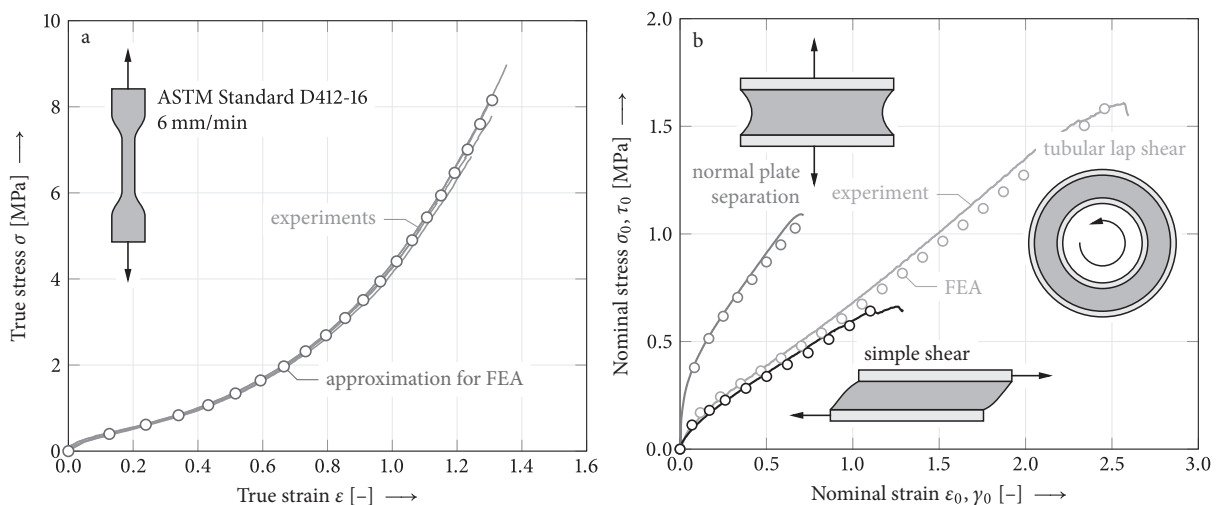 a
ASTM Standard D412-16
6 mm/min
experiments
approximation for FEA
True stress σ [MPa] ⟶
10
8
6
4
2
0
0.0 0.2 0.4 0.6 0.8 1.0 1.2 1.4 1.6
True strain ε [–] ⟶
b
normal plate
separation
experiment
tubular lap shear
FEA
simple shear
Nominal stress σ₀, τ₀ [MPa] ⟶
2.0
1.5
1.0
0.5
0.0
0.0 0.5 1.0 1.5 2.0 2.5 3.0
Nominal strain ε₀, γ₀ [–] ⟶